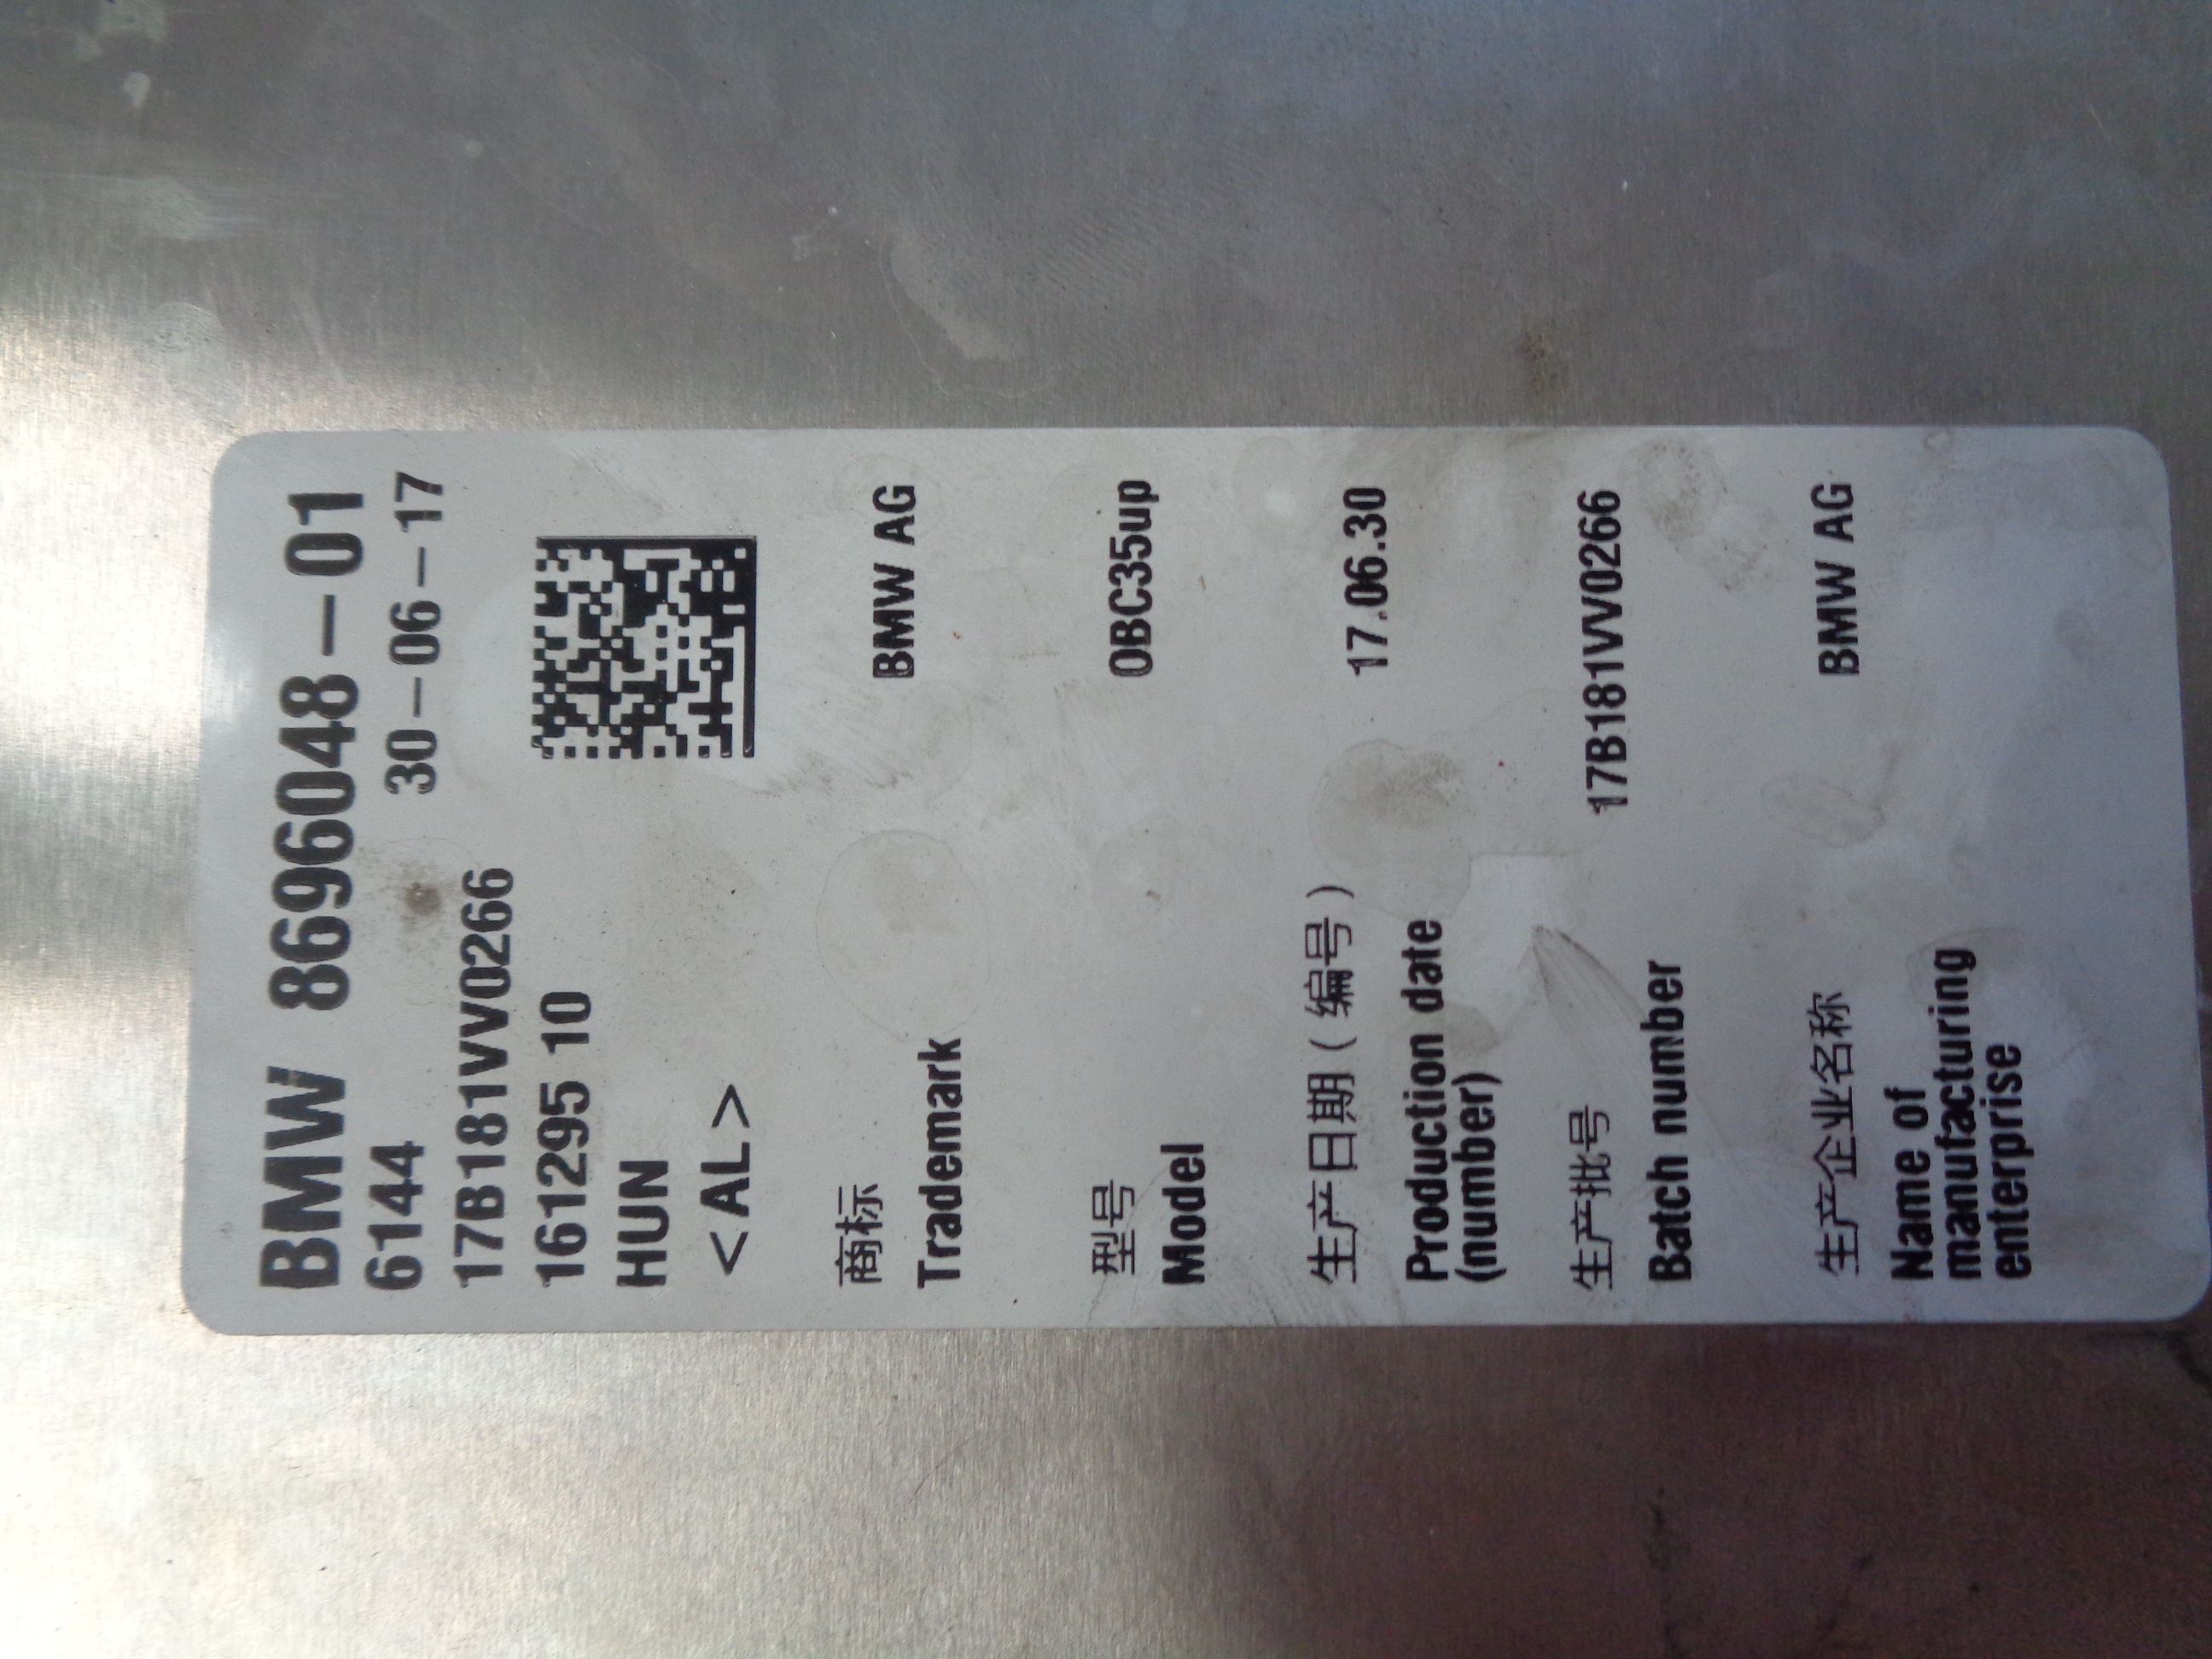 BMW 8696048-01
6144 30-06-17
17B181VV0266
161295 10
HUN
<AL>
商标 BMW AG
Trademark
型号 OBC35up
Model
生产日期(编号) 17.06.30
Production date
(number)
生产批号 17B181VV0266
Batch number
生产企业名称 BMW AG
Name of
manufacturing
enterprise